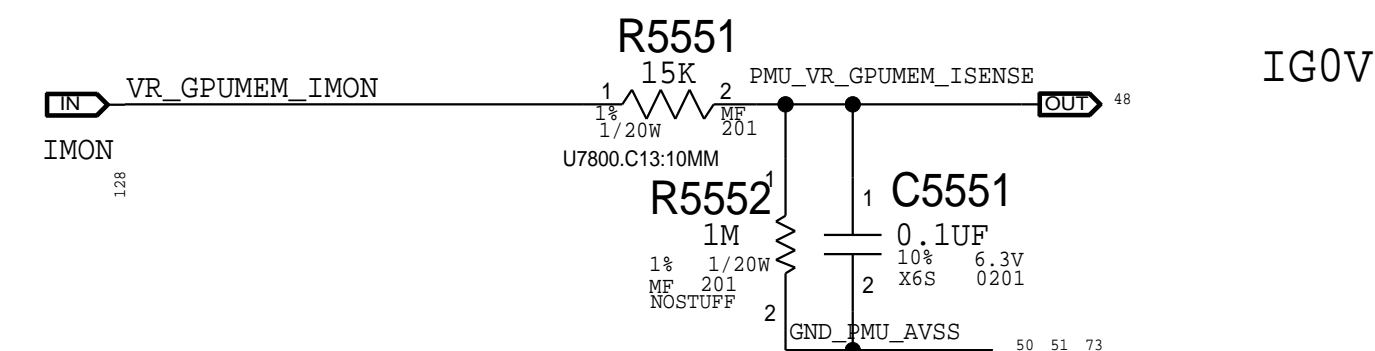 R5551
IG0V
15K
PMU_VR_GPUMEM_ISENSE
VR_GPUMEM_IMON
1
2
IN
OUT
48
1%
MF
1/20W
201
IMON
U7800.C13:10MM
128
1
R5552
1
C5551
1M
0.1UF
1%
1/20W
10%
6.3V
MF
201
2
X6S
0201
NOSTUFF
2
GND_PMU_AVSS
50 51 73